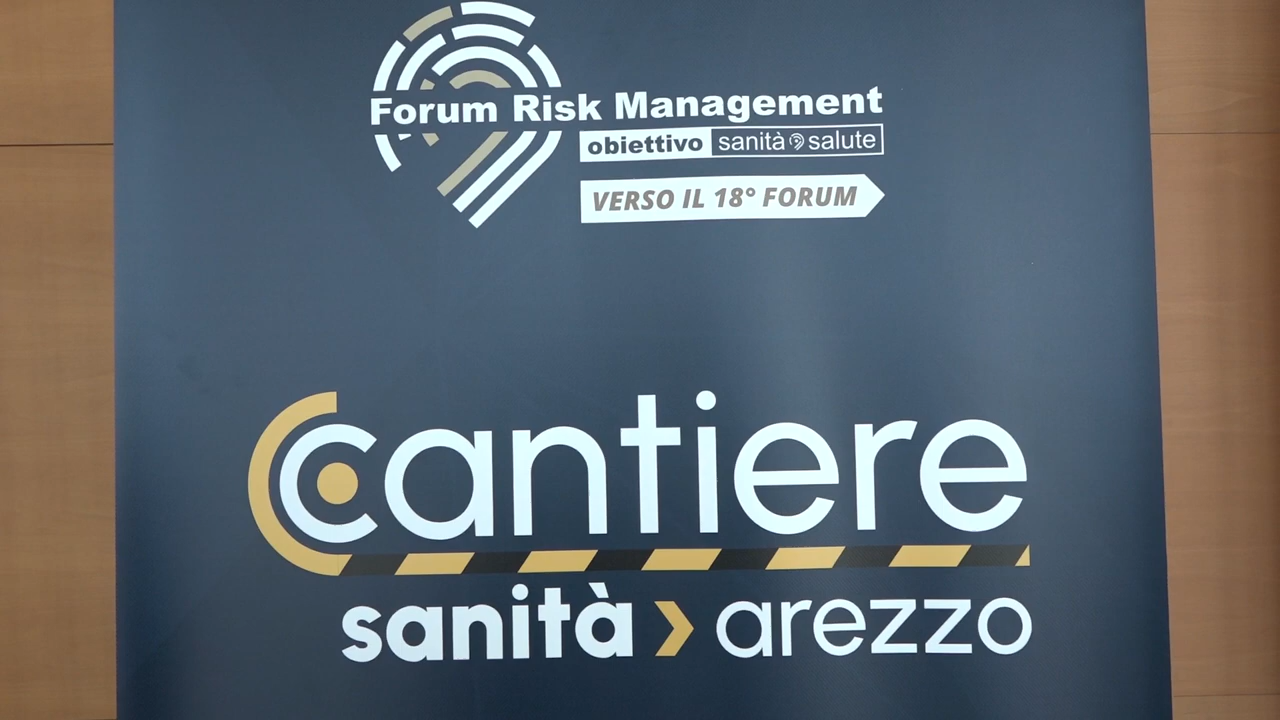 Forum Risk Management
obiettivo sanità salute
VERSO IL 18° FORUM
cantiere
sanità > arezzo